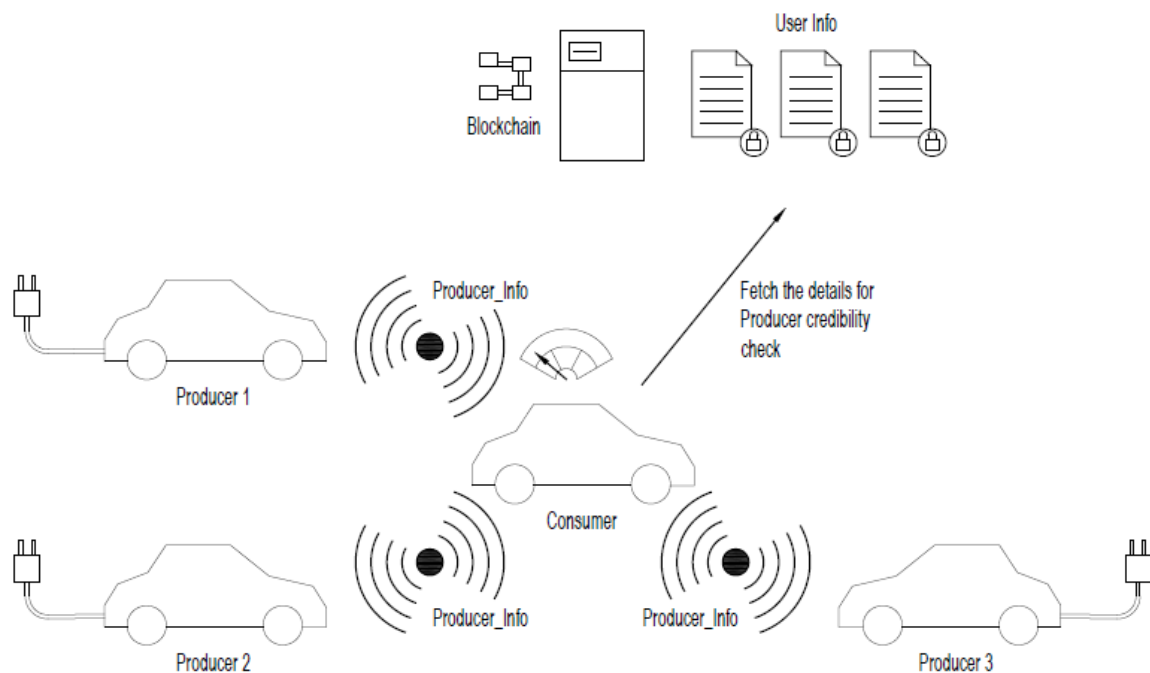 User Info
Blockchain
Producer_Info
Fetch the details for
Producer credibility
check
Producer 1
Consumer
Producer_Info
Producer_Info
Producer 2
Producer 3